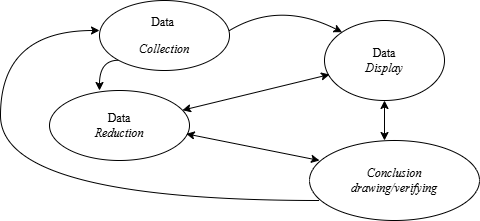 Data
Collection
Data
Display
Data
Reduction
Conclusion
drawing/verifying